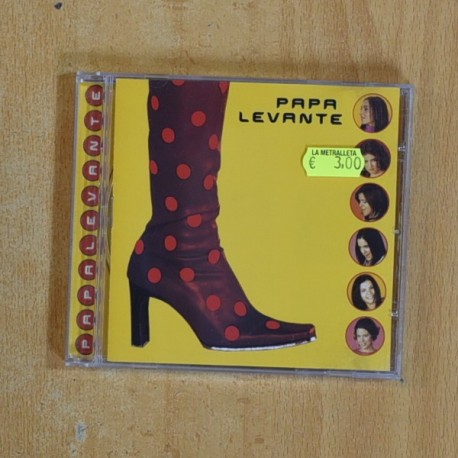 PAPA
LEVANTE
LA METRALLETA
€ 3,00
PAPALEVANTE